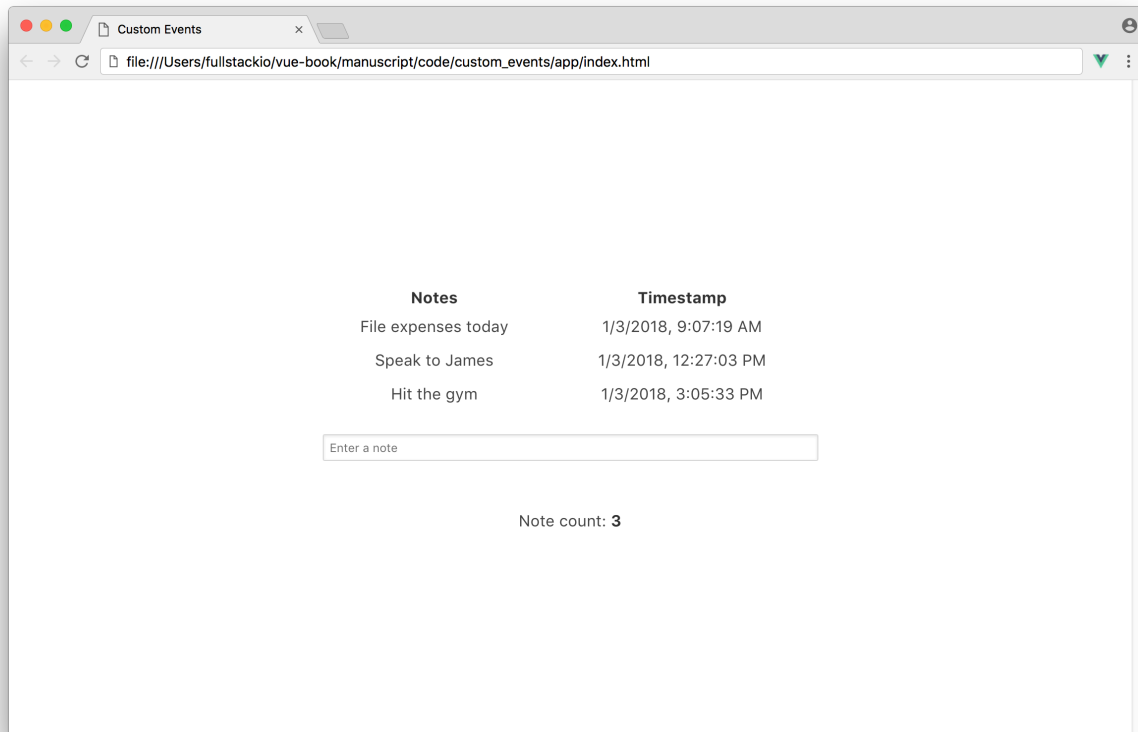 Custom Events
file:///Users/fullstackio/vue-book/manuscript/code/custom_events/app/index.html
Notes Timestamp
File expenses today 1/3/2018, 9:07:19 AM
Speak to James 1/3/2018, 12:27:03 PM
Hit the gym 1/3/2018, 3:05:33 PM
Enter a note
Note count: 3